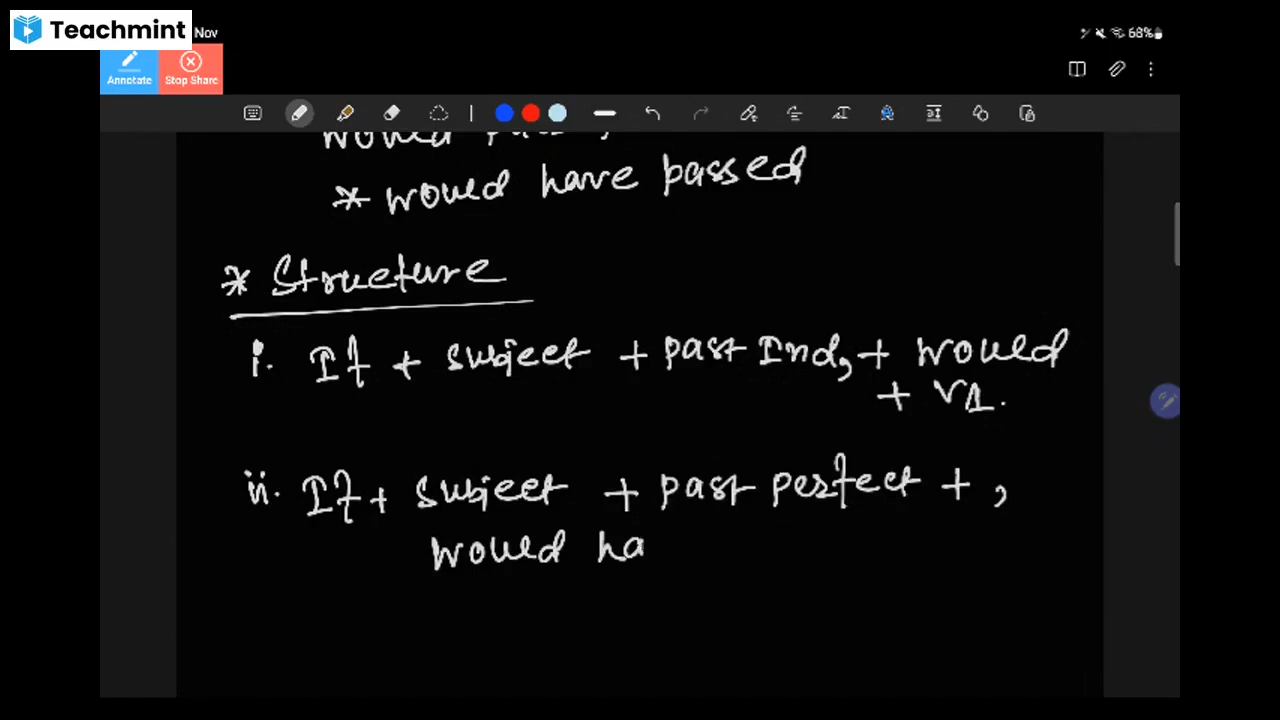 Teachmint
Nov
68%
Annotate
Stop Share
would
* would have passed
* Structure
i. If + subject + past Ind, + would
+ V1.
ii. If + subject + past perfect + ,
would ha